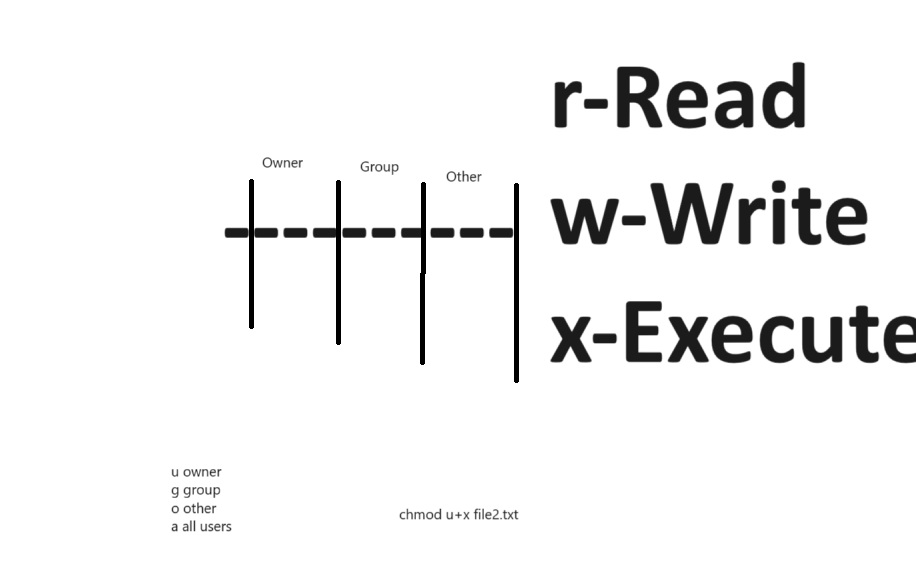 r-Read
Owner
Group
Other
w-Write
x-Execute
u owner
g group
o other
a all users
chmod u+x file2.txt